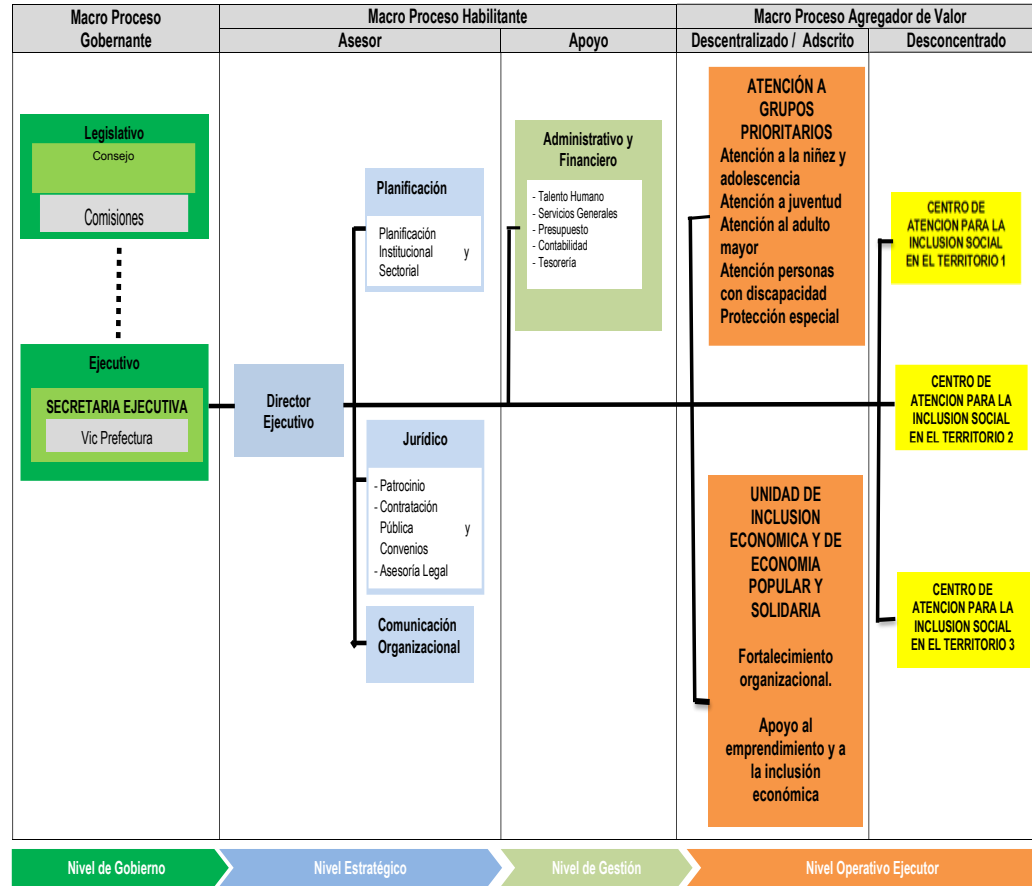 Macro Proceso
Gobernante
Macro Proceso Habilitante
Macro Proceso Agregador de Valor
Asesor
Apoyo
Descentralizado / Adscrito
Desconcentrado
Legislativo
Consejo
Comisiones
Ejecutivo
SECRETARIA EJECUTIVA
Vic Prefectura
Director
Ejecutivo
Planificación
Planificación
Institucional y
Sectorial
Jurídico
- Patrocinio
- Contratación
Pública y
Convenios
- Asesoría Legal
Comunicación
Organizacional
Administrativo y
Financiero
- Talento Humano
- Servicios Generales
- Presupuesto
- Contabilidad
- Tesorería
ATENCIÓN A
GRUPOS
PRIORITARIOS
Atención a la niñez y
adolescencia
Atención a juventud
Atención al adulto
mayor
Atención personas
con discapacidad
Protección especial
UNIDAD DE
INCLUSION
ECONOMICA Y DE
ECONOMIA
POPULAR Y
SOLIDARIA
Fortalecimiento
organizacional.
Apoyo al
emprendimiento y a
la inclusión
económica
CENTRO DE
ATENCION PARA LA
INCLUSION SOCIAL
EN EL TERRITORIO 1
CENTRO DE
ATENCION PARA LA
INCLUSION SOCIAL
EN EL TERRITORIO 2
CENTRO DE
ATENCION PARA LA
INCLUSION SOCIAL
EN EL TERRITORIO 3
Nivel de Gobierno
Nivel Estratégico
Nivel de Gestión
Nivel Operativo Ejecutor